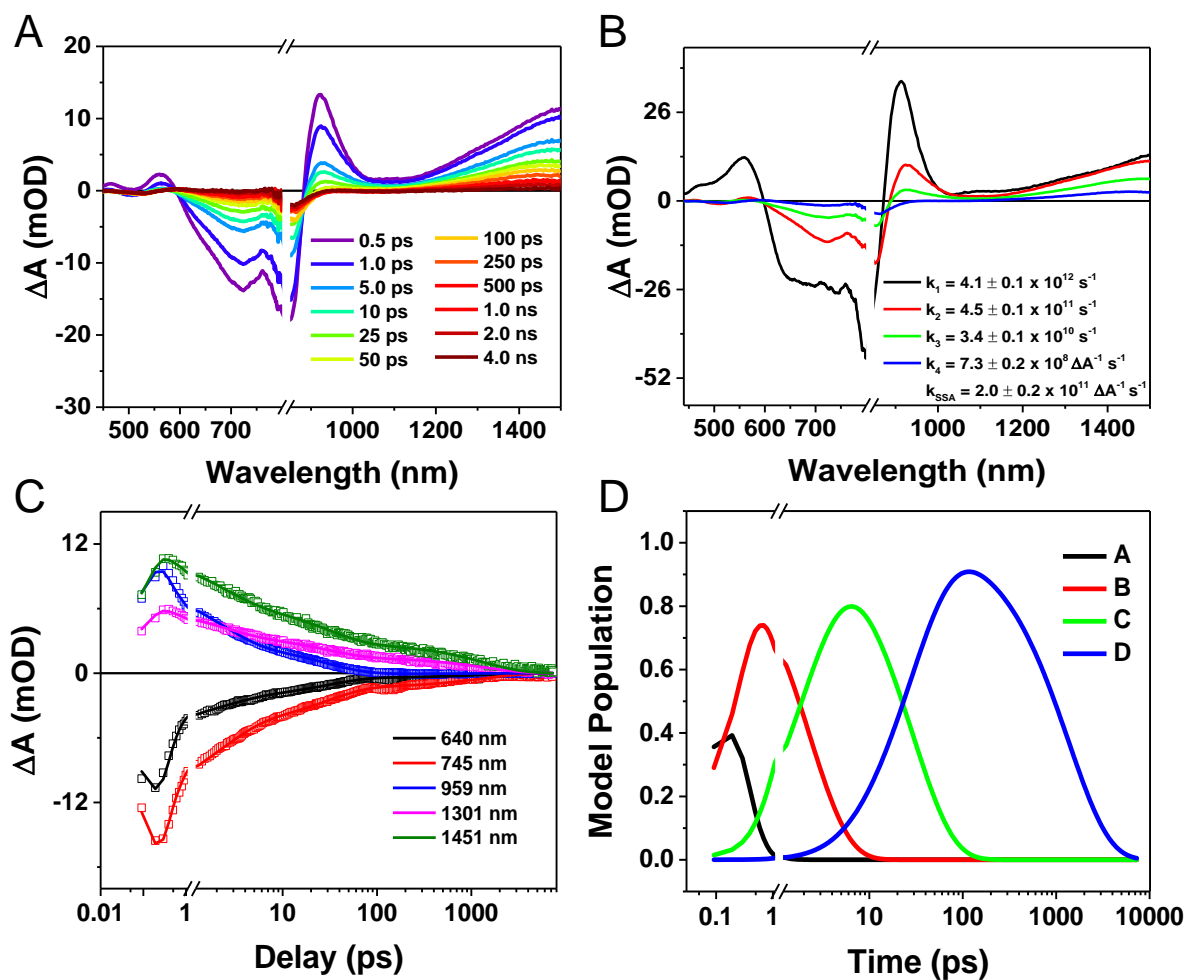 A
20
10
0
-10
-20
-30
ΔA (mOD)
0.5 ps
1.0 ps
5.0 ps
10 ps
25 ps
50 ps
100 ps
250 ps
500 ps
1.0 ns
2.0 ns
4.0 ns
500 600 700 1000 1200 1400
Wavelength (nm)
B
26
0
-26
-52
ΔA (mOD)
k₁ = 4.1 ± 0.1 x 10¹² s⁻¹
k₂ = 4.5 ± 0.1 x 10¹¹ s⁻¹
k₃ = 3.4 ± 0.1 x 10¹⁰ s⁻¹
k₄ = 7.3 ± 0.2 x 10⁸ ΔA⁻¹ s⁻¹
kSSA = 2.0 ± 0.2 x 10¹¹ ΔA⁻¹ s⁻¹
500 600 700 1000 1200 1400
Wavelength (nm)
C
12
0
-12
ΔA (mOD)
640 nm
745 nm
959 nm
1301 nm
1451 nm
0.01 1 10 100 1000
Delay (ps)
D
1.0
0.8
0.6
0.4
0.2
0.0
Model Population
A
B
C
D
0.1 1 10 100 1000 10000
Time (ps)